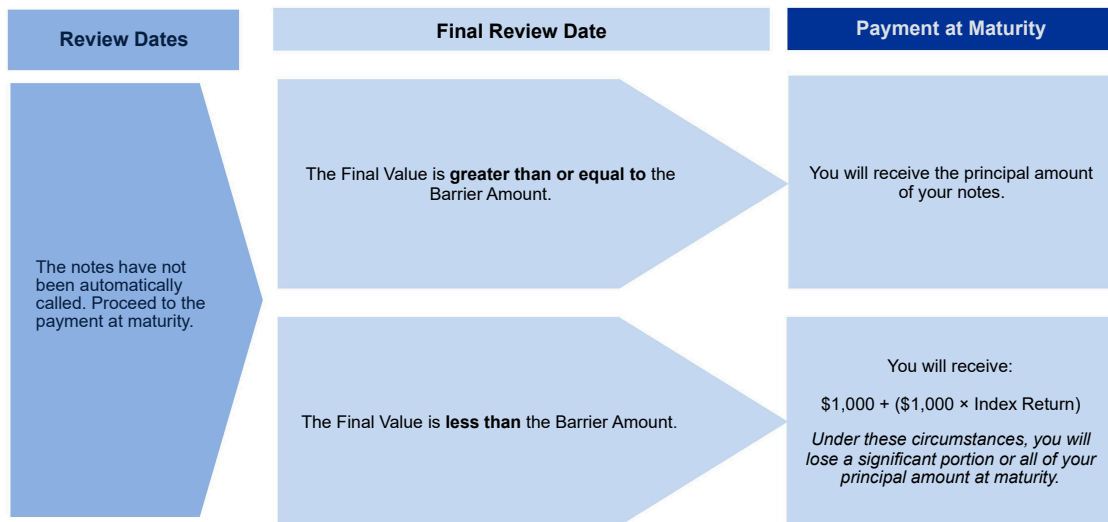 Review Dates
Final Review Date
Payment at Maturity
The notes have not
been automatically
called. Proceed to the
payment at maturity.
The Final Value is greater than or equal to the
Barrier Amount.
You will receive the principal amount
of your notes.
The Final Value is less than the Barrier Amount.
You will receive:
$1,000 + ($1,000 × Index Return)
Under these circumstances, you will
lose a significant portion or all of your
principal amount at maturity.